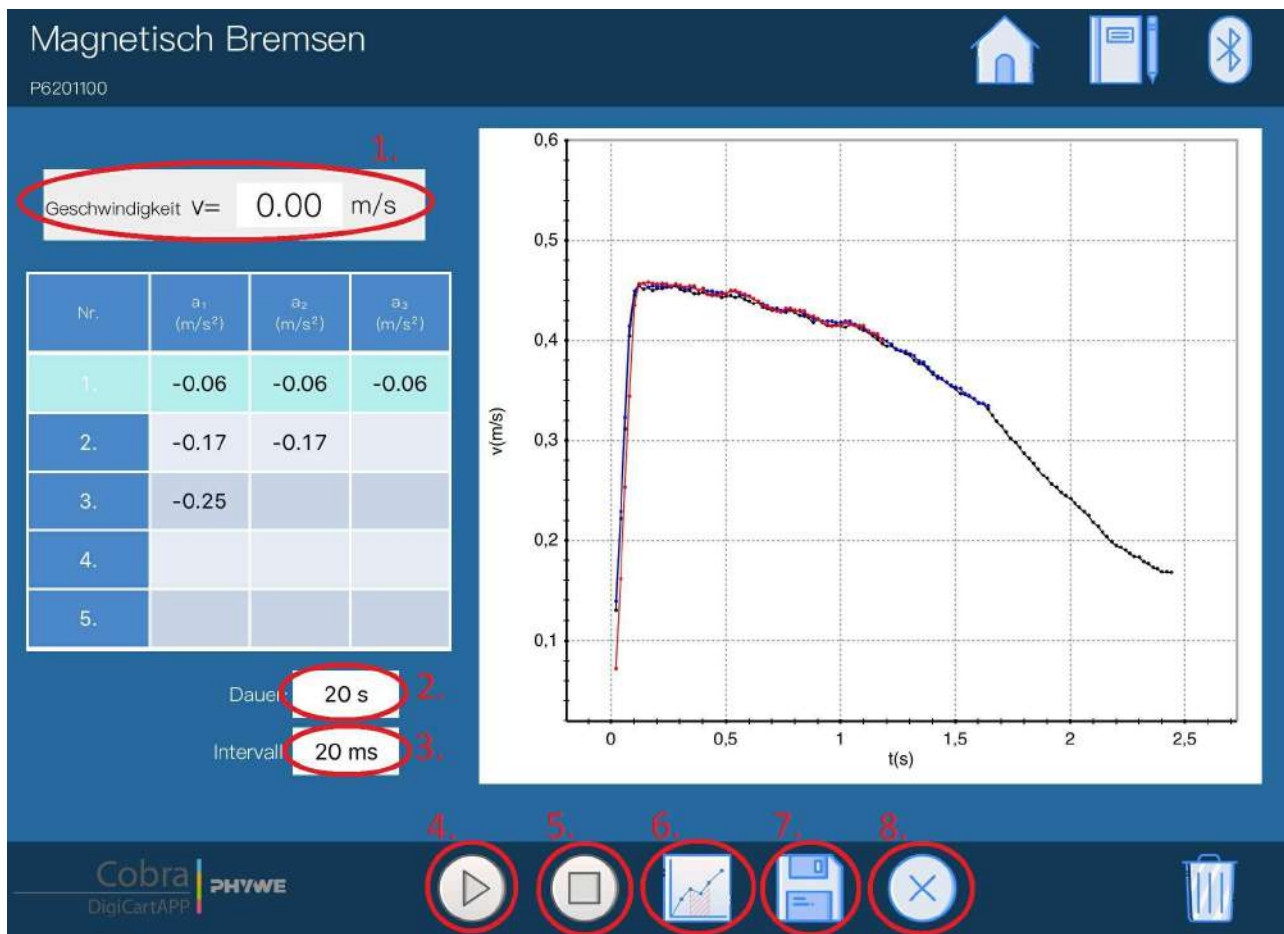 Magnetisch Bremsen
P6201100
1.
Geschwindigkeit v= 0.00 m/s
Nr. a₁ (m/s²) a₂ (m/s²) a₃ (m/s²)
1. -0.06 -0.06 -0.06
2. -0.17 -0.17
3. -0.25
4.
5.
Dauer: 20 s 2.
Intervall: 20 ms 3.
0,6
0,5
0,4
0,3
0,2
0,1
v(m/s)
0 0,5 1 1,5 2 2,5
t(s)
4. 5. 6. 7. 8.
Cobra PHYWE
DigiCartAPP